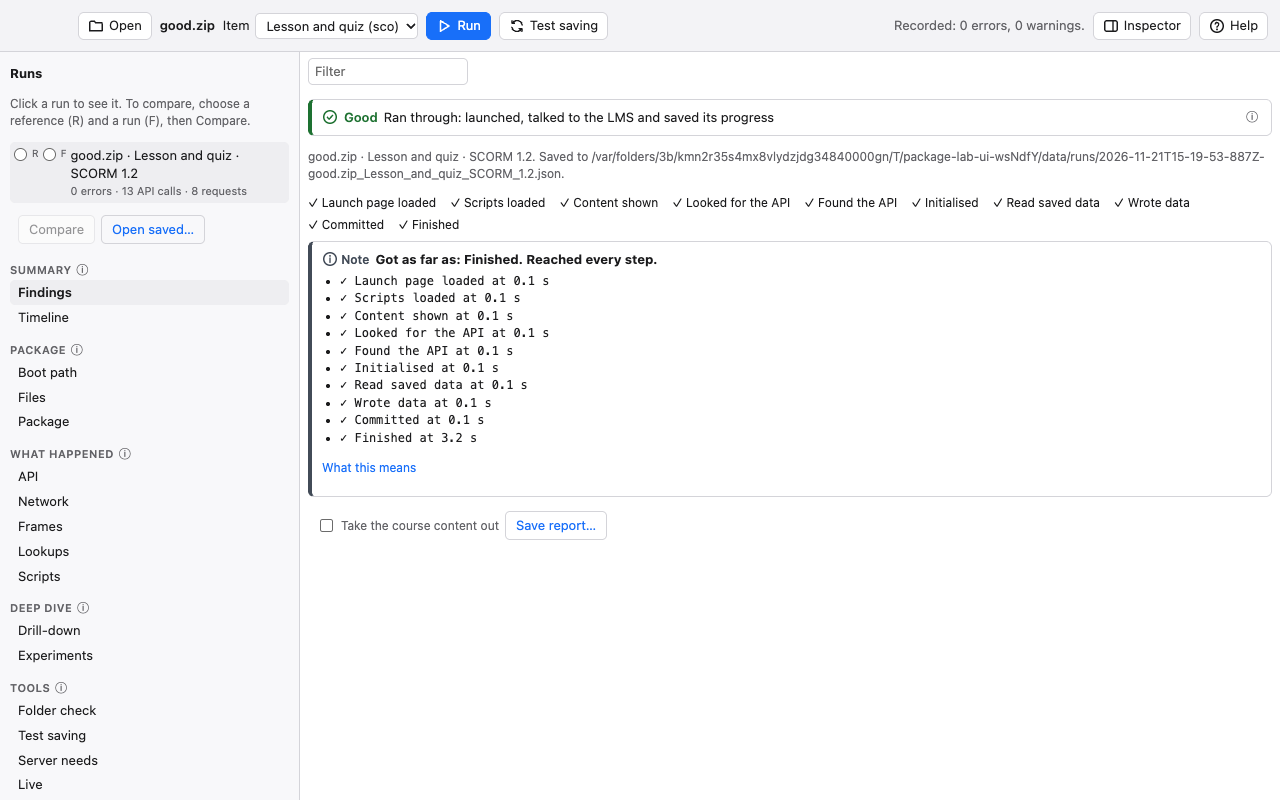 Open good.zip Item Lesson and quiz (sco) Run Test saving Recorded: 0 errors, 0 warnings. Inspector Help
Runs
Click a run to see it. To compare, choose a
reference (R) and a run (F), then Compare.
R F good.zip · Lesson and quiz ·
SCORM 1.2
0 errors · 13 API calls · 8 requests
Compare Open saved...
SUMMARY
Findings
Timeline
PACKAGE
Boot path
Files
Package
WHAT HAPPENED
API
Network
Frames
Lookups
Scripts
DEEP DIVE
Drill-down
Experiments
TOOLS
Folder check
Test saving
Server needs
Live
Filter
Good Ran through: launched, talked to the LMS and saved its progress
good.zip · Lesson and quiz · SCORM 1.2. Saved to /var/folders/3b/kmn2r35s4mx8vlydzjdg34840000gn/T/package-lab-ui-wsNdfY/data/runs/2026-11-21T15-19-53-887Z-
good.zip_Lesson_and_quiz_SCORM_1.2.json.
✓ Launch page loaded ✓ Scripts loaded ✓ Content shown ✓ Looked for the API ✓ Found the API ✓ Initialised ✓ Read saved data ✓ Wrote data
✓ Committed ✓ Finished
Note Got as far as: Finished. Reached every step.
• ✓ Launch page loaded at 0.1 s
• ✓ Scripts loaded at 0.1 s
• ✓ Content shown at 0.1 s
• ✓ Looked for the API at 0.1 s
• ✓ Found the API at 0.1 s
• ✓ Initialised at 0.1 s
• ✓ Read saved data at 0.1 s
• ✓ Wrote data at 0.1 s
• ✓ Committed at 0.1 s
• ✓ Finished at 3.2 s
What this means
Take the course content out Save report...